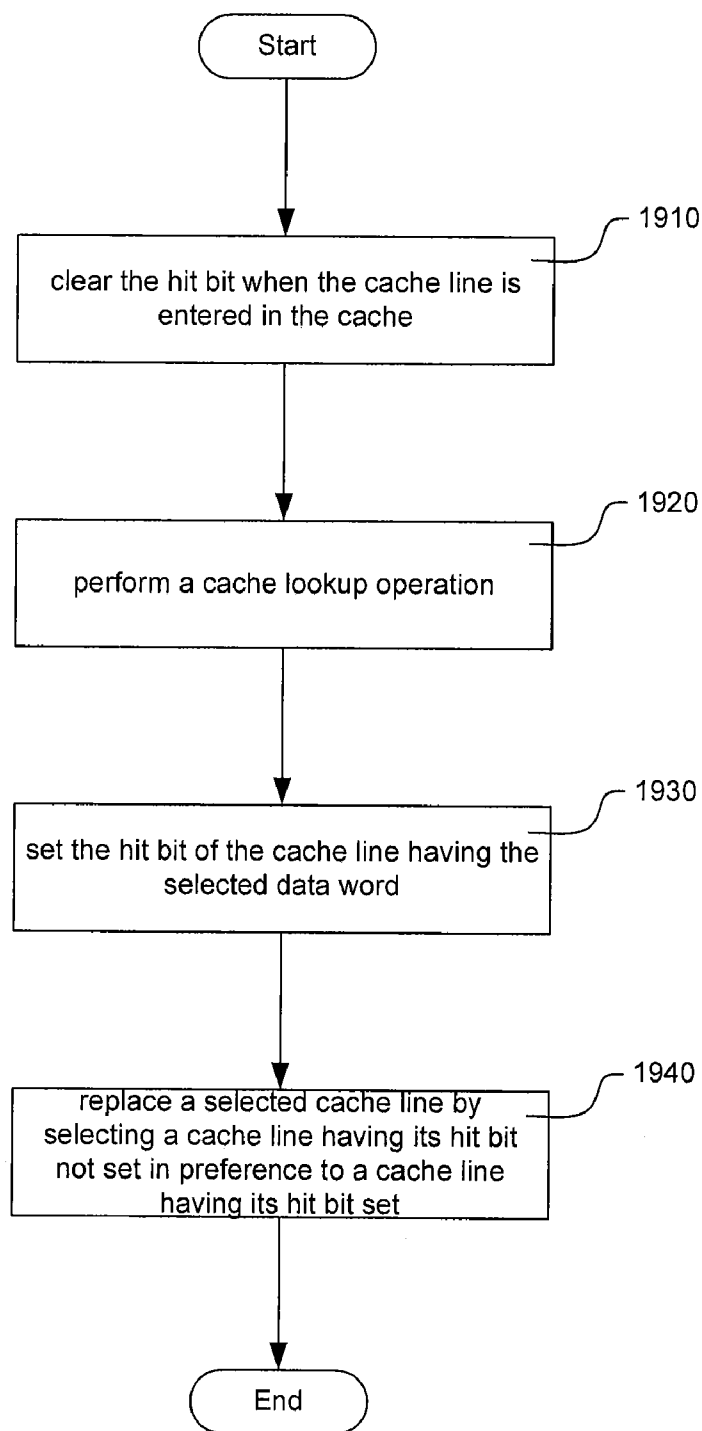 Start
1910
clear the hit bit when the cache line is
entered in the cache
1920
perform a cache lookup operation
1930
set the hit bit of the cache line having the
selected data word
1940
replace a selected cache line by
selecting a cache line having its hit bit
not set in preference to a cache line
having its hit bit set
End